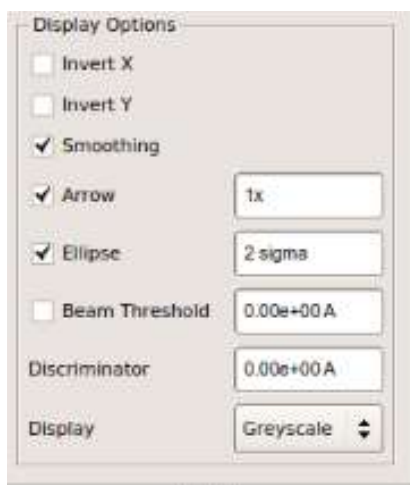 Display Options
Invert X
Invert Y
Smoothing
Arrow 1x
Ellipse 2 sigma
Beam Threshold 0.00e+00 A
Discriminator 0.00e+00 A
Display Greyscale